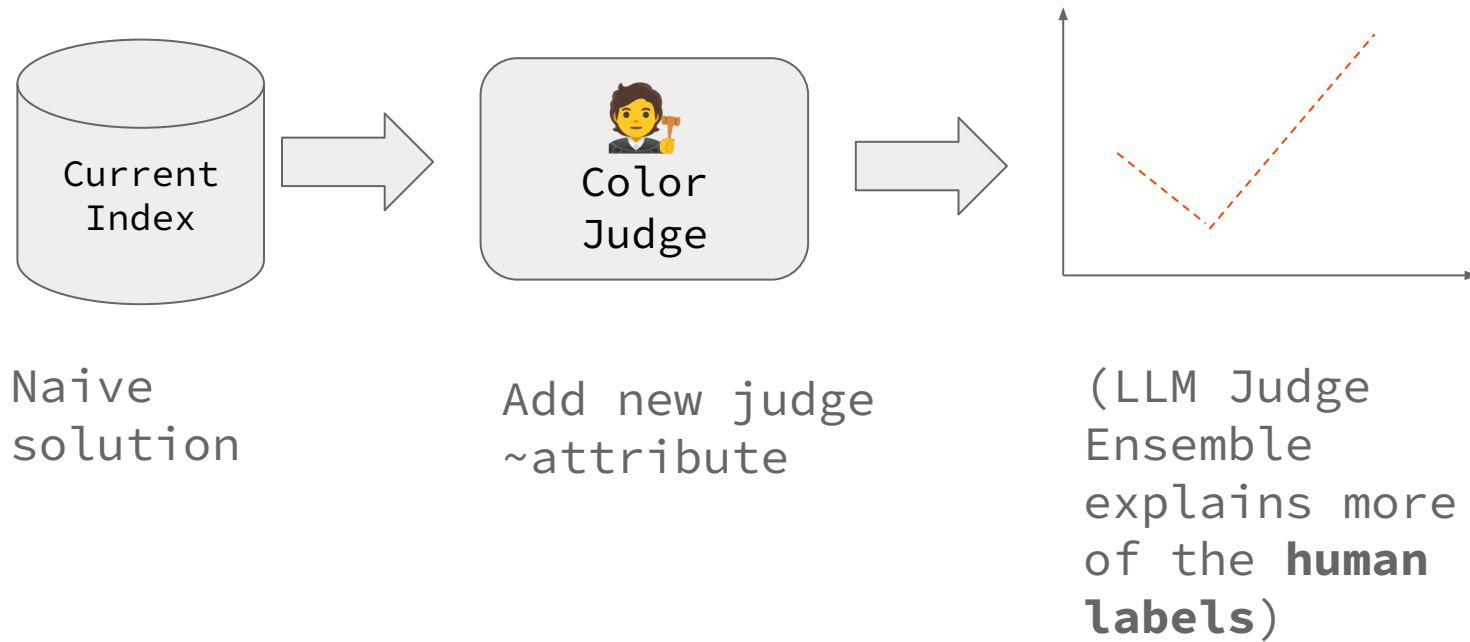 Current
Index
Color
Judge
Naive
solution
Add new judge
~attribute
(LLM Judge
Ensemble
explains more
of the human
labels)